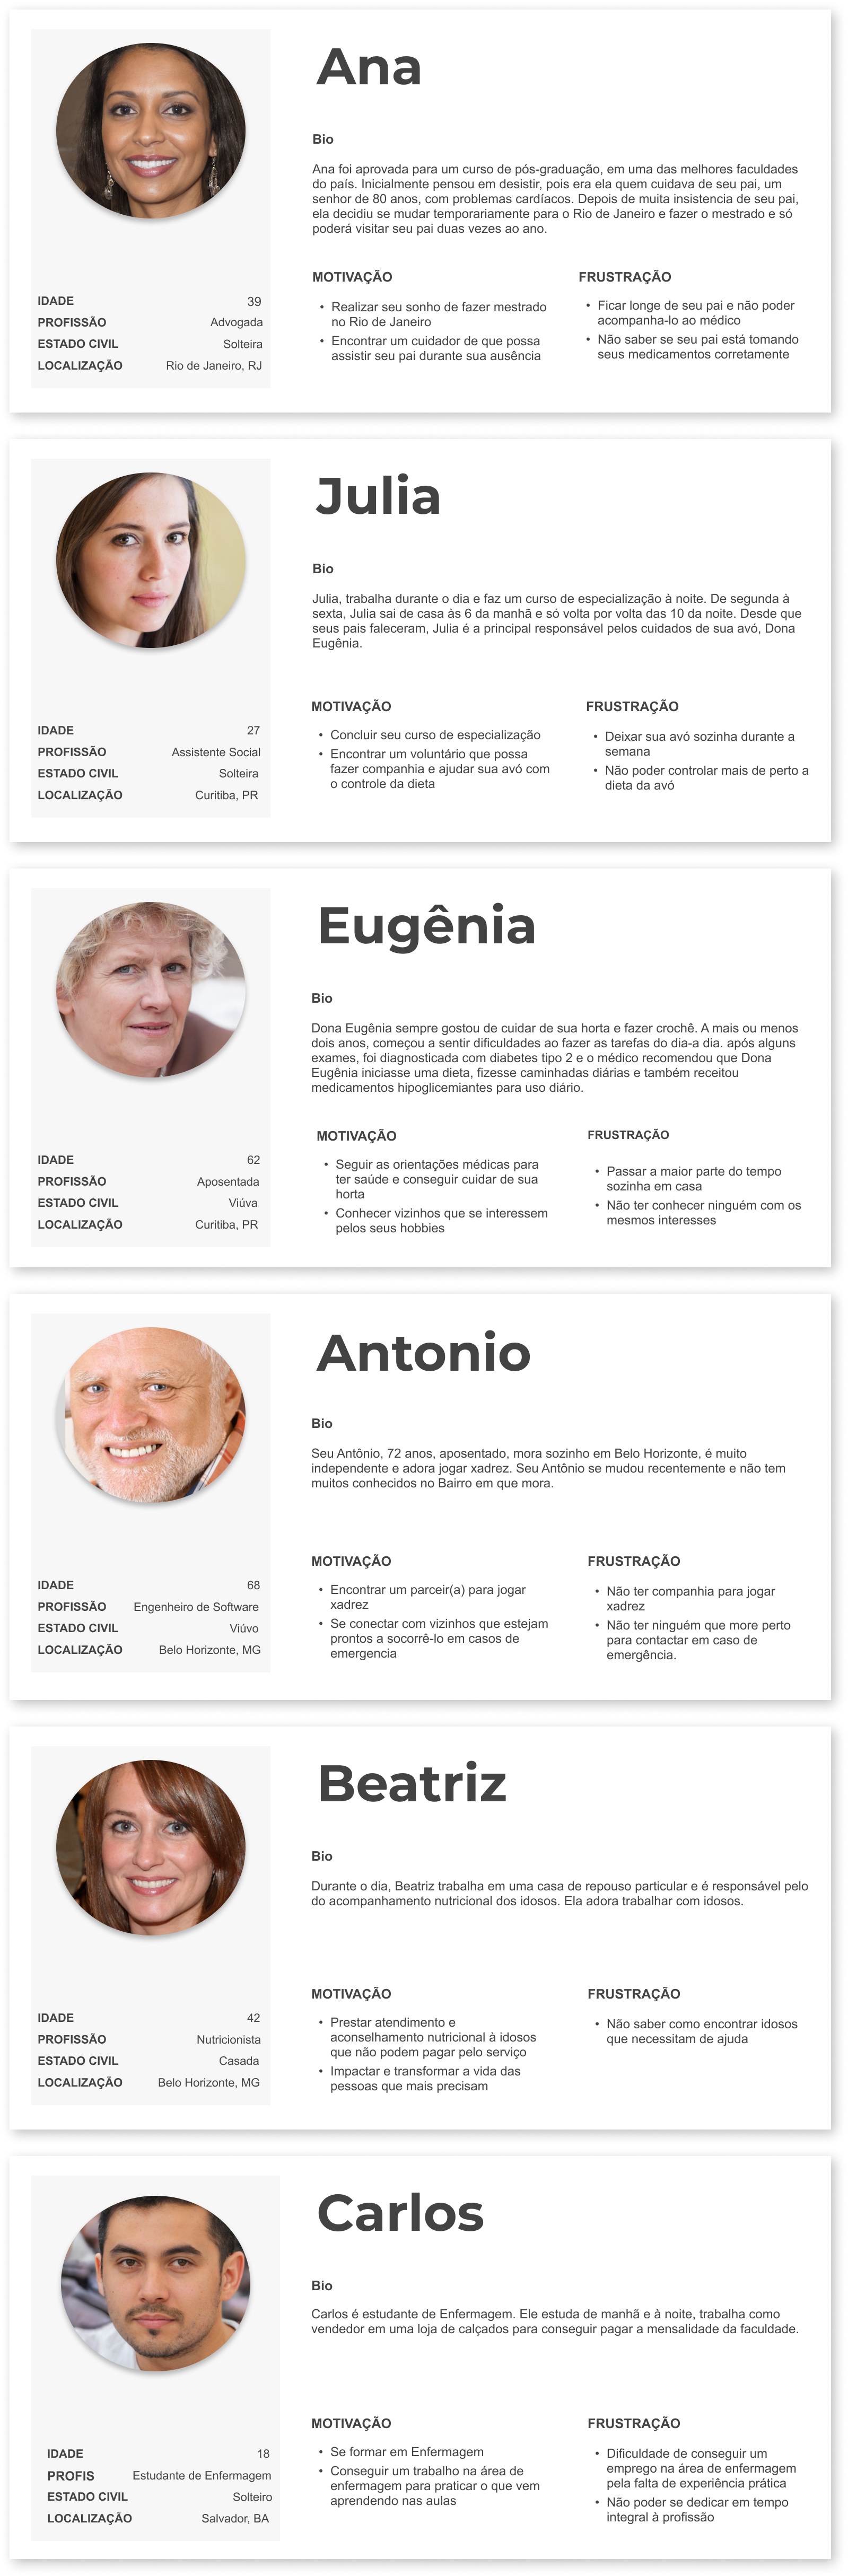 Ana
Bio
Ana foi aprovada para um curso de pós-graduação, em uma das melhores faculdades
do país. Inicialmente pensou em desistir, pois era ela quem cuidava de seu pai, um
senhor de 80 anos, com problemas cardíacos. Depois de muita insistencia de seu pai,
ela decidiu se mudar temporariamente para o Rio de Janeiro e fazer o mestrado e só
poderá visitar seu pai duas vezes ao ano.
IDADE 39
PROFISSÃO Advogada
ESTADO CIVIL Solteira
LOCALIZAÇÃO Rio de Janeiro, RJ
MOTIVAÇÃO
• Realizar seu sonho de fazer mestrado
no Rio de Janeiro
• Encontrar um cuidador de que possa
assistir seu pai durante sua ausência
FRUSTRAÇÃO
• Ficar longe de seu pai e não poder
acompanha-lo ao médico
• Não saber se seu pai está tomando
seus medicamentos corretamente
Julia
Bio
Julia, trabalha durante o dia e faz um curso de especialização à noite. De segunda à
sexta, Julia sai de casa às 6 da manhã e só volta por volta das 10 da noite. Desde que
seus pais faleceram, Julia é a principal responsável pelos cuidados de sua avó, Dona
Eugênia.
IDADE 27
PROFISSÃO Assistente Social
ESTADO CIVIL Solteira
LOCALIZAÇÃO Curitiba, PR
MOTIVAÇÃO
• Concluir seu curso de especialização
• Encontrar um voluntário que possa
fazer companhia e ajudar sua avó com
o controle da dieta
FRUSTRAÇÃO
• Deixar sua avó sozinha durante a
semana
• Não poder controlar mais de perto a
dieta da avó
Eugênia
Bio
Dona Eugênia sempre gostou de cuidar de sua horta e fazer crochê. A mais ou menos
dois anos, começou a sentir dificuldades ao fazer as tarefas do dia-a dia. após alguns
exames, foi diagnosticada com diabetes tipo 2 e o médico recomendou que Dona
Eugênia iniciasse uma dieta, fizesse caminhadas diárias e também receitou
medicamentos hipoglicemiantes para uso diário.
IDADE 62
PROFISSÃO Aposentada
ESTADO CIVIL Viúva
LOCALIZAÇÃO Curitiba, PR
MOTIVAÇÃO
• Seguir as orientações médicas para
ter saúde e conseguir cuidar de sua
horta
• Conhecer vizinhos que se interessem
pelos seus hobbies
FRUSTRAÇÃO
• Passar a maior parte do tempo
sozinha em casa
• Não ter conhecer ninguém com os
mesmos interesses
Antonio
Bio
Seu Antônio, 72 anos, aposentado, mora sozinho em Belo Horizonte, é muito
independente e adora jogar xadrez. Seu Antônio se mudou recentemente e não tem
muitos conhecidos no Bairro em que mora.
IDADE 68
PROFISSÃO Engenheiro de Software
ESTADO CIVIL Viúvo
LOCALIZAÇÃO Belo Horizonte, MG
MOTIVAÇÃO
• Encontrar um parceir(a) para jogar
xadrez
• Se conectar com vizinhos que estejam
prontos a socorrê-lo em casos de
emergencia
FRUSTRAÇÃO
• Não ter companhia para jogar
xadrez
• Não ter ninguém que more perto
para contactar em caso de
emergência.
Beatriz
Bio
Durante o dia, Beatriz trabalha em uma casa de repouso particular e é responsável pelo
do acompanhamento nutricional dos idosos. Ela adora trabalhar com idosos.
IDADE 42
PROFISSÃO Nutricionista
ESTADO CIVIL Casada
LOCALIZAÇÃO Belo Horizonte, MG
MOTIVAÇÃO
• Prestar atendimento e
aconselhamento nutricional à idosos
que não podem pagar pelo serviço
• Impactar e transformar a vida das
pessoas que mais precisam
FRUSTRAÇÃO
• Não saber como encontrar idosos
que necessitam de ajuda
Carlos
Bio
Carlos é estudante de Enfermagem. Ele estuda de manhã e à noite, trabalha como
vendedor em uma loja de calçados para conseguir pagar a mensalidade da faculdade.
IDADE 18
PROFIS Estudante de Enfermagem
ESTADO CIVIL Solteiro
LOCALIZAÇÃO Salvador, BA
MOTIVAÇÃO
• Se formar em Enfermagem
• Conseguir um trabalho na área de
enfermagem para praticar o que vem
aprendendo nas aulas
FRUSTRAÇÃO
• Dificuldade de conseguir um
emprego na área de enfermagem
pela falta de experiência prática
• Não poder se dedicar em tempo
integral à profissão